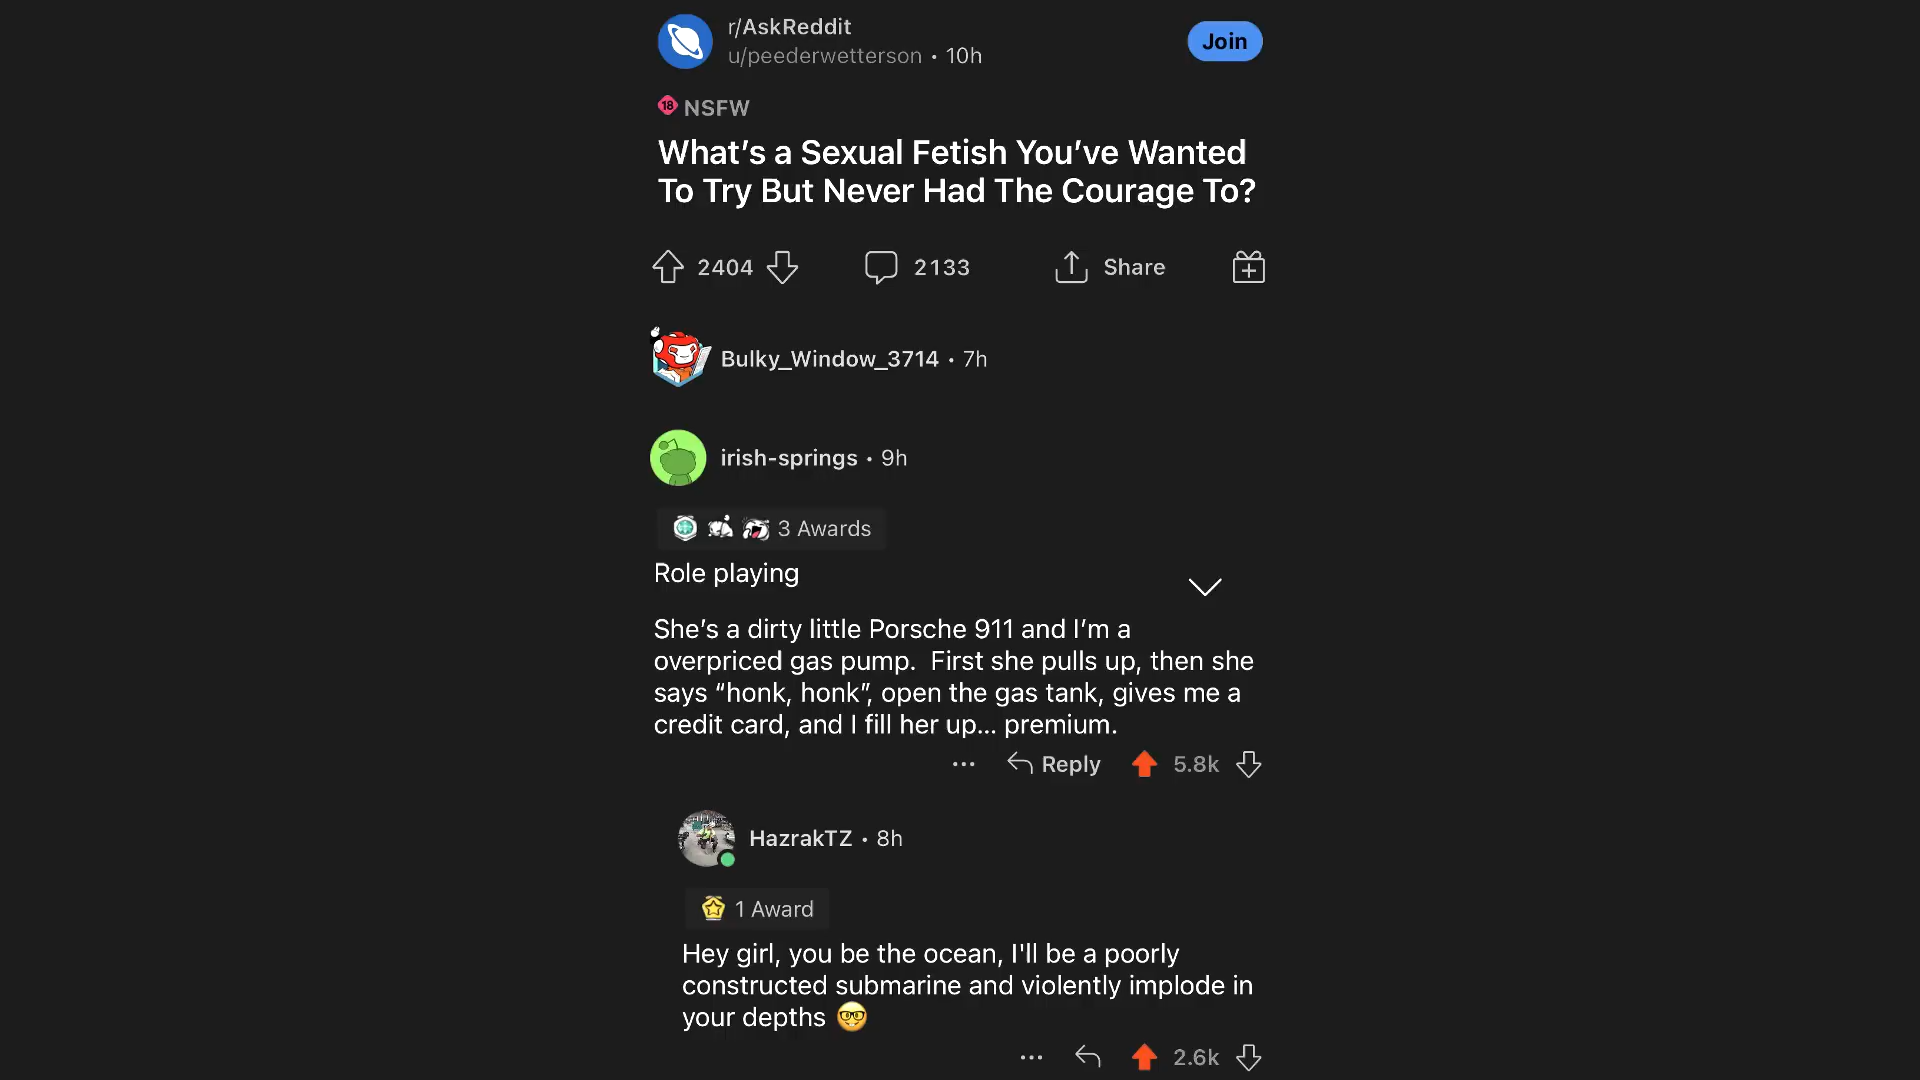 r/AskReddit
u/peederwetterson • 10h
Join
18 NSFW
What's a Sexual Fetish You've Wanted
To Try But Never Had The Courage To?
2404
2133
Share
Bulky_Window_3714 • 7h
irish-springs • 9h
3 Awards
Role playing
She's a dirty little Porsche 911 and I'm a
overpriced gas pump.  First she pulls up, then she
says “honk, honk”, open the gas tank, gives me a
credit card, and I fill her up... premium.
... Reply 5.8k
HazrakTZ • 8h
1 Award
Hey girl, you be the ocean, I'll be a poorly
constructed submarine and violently implode in
your depths 🤓
... 2.6k